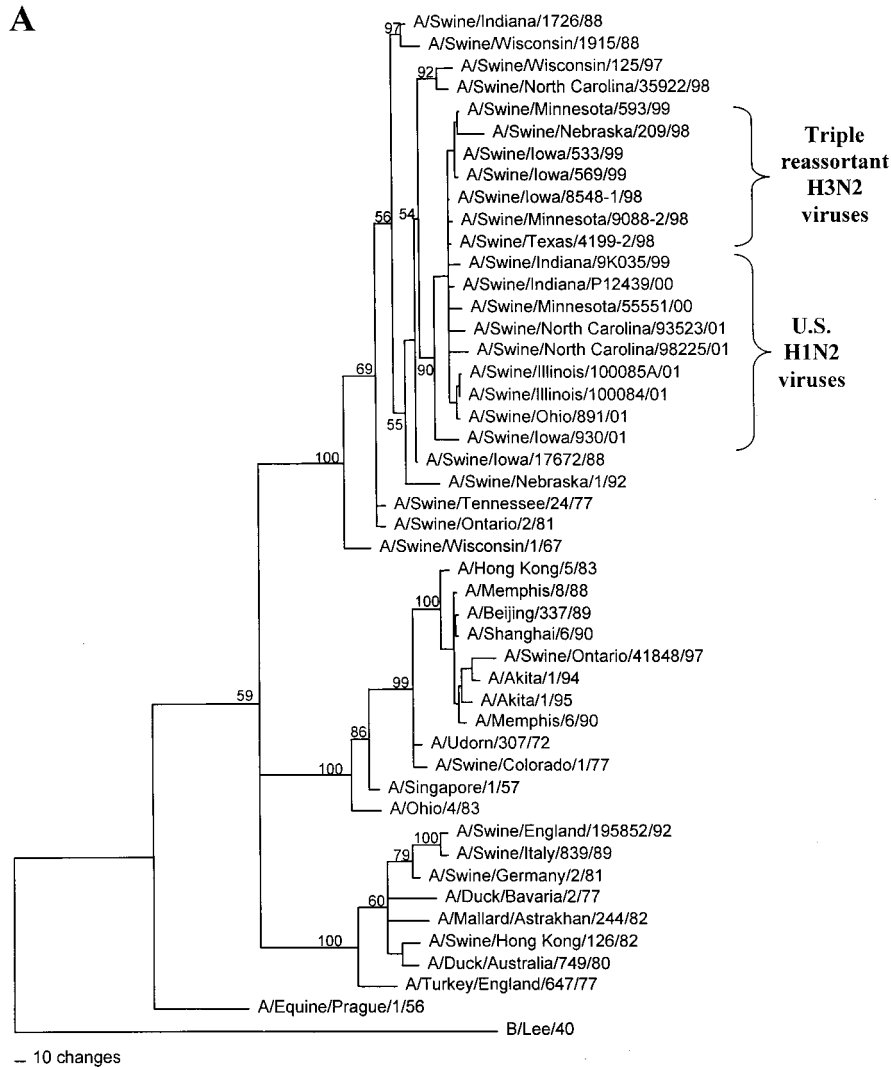 A
97
A/Swine/Indiana/1726/88
A/Swine/Wisconsin/1915/88
92
A/Swine/Wisconsin/125/97
A/Swine/North Carolina/35922/98
A/Swine/Minnesota/593/99
A/Swine/Nebraska/209/98
A/Swine/Iowa/533/99
A/Swine/Iowa/569/99
A/Swine/Iowa/8548-1/98
A/Swine/Minnesota/9088-2/98
A/Swine/Texas/4199-2/98
Triple
reassortant
H3N2
viruses
56
54
A/Swine/Indiana/9K035/99
A/Swine/Indiana/P12439/00
A/Swine/Minnesota/55551/00
A/Swine/North Carolina/93523/01
A/Swine/North Carolina/98225/01
A/Swine/Illinois/100085A/01
A/Swine/Illinois/100084/01
A/Swine/Ohio/891/01
A/Swine/Iowa/930/01
U.S.
H1N2
viruses
69
90
55
A/Swine/Iowa/17672/88
A/Swine/Nebraska/1/92
100
A/Swine/Tennessee/24/77
A/Swine/Ontario/2/81
A/Swine/Wisconsin/1/67
A/Hong Kong/5/83
100
A/Memphis/8/88
A/Beijing/337/89
A/Shanghai/6/90
A/Swine/Ontario/41848/97
A/Akita/1/94
A/Akita/1/95
A/Memphis/6/90
99
59
86
A/Udorn/307/72
A/Swine/Colorado/1/77
100
A/Singapore/1/57
A/Ohio/4/83
A/Swine/England/195852/92
100
A/Swine/Italy/839/89
79
A/Swine/Germany/2/81
60
A/Duck/Bavaria/2/77
A/Mallard/Astrakhan/244/82
100
A/Swine/Hong Kong/126/82
A/Duck/Australia/749/80
A/Turkey/England/647/77
A/Equine/Prague/1/56
B/Lee/40
10 changes